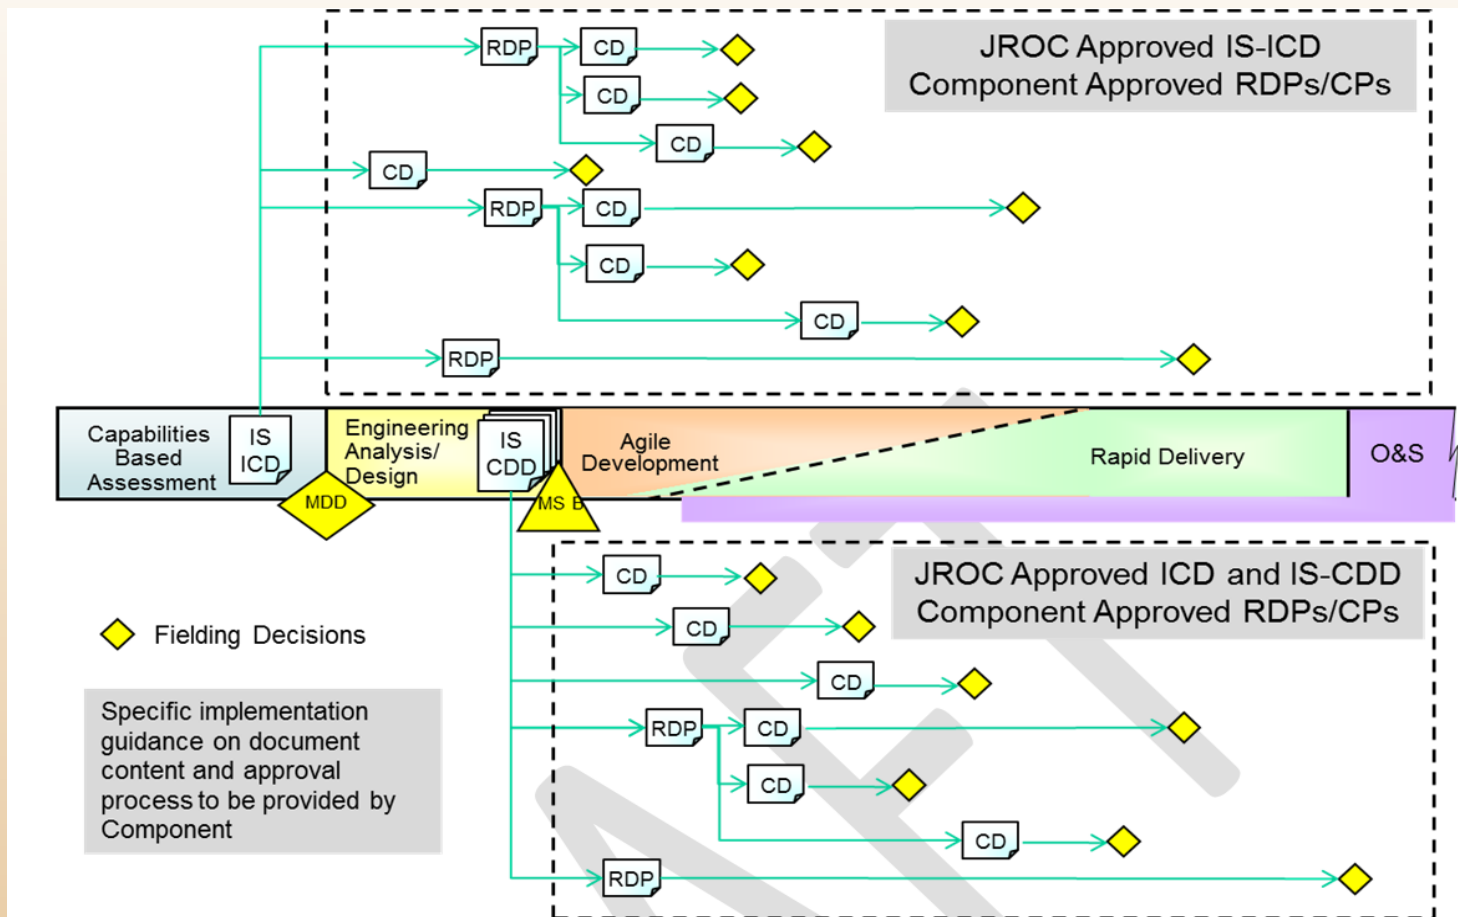 RDP
CD
JROC Approved IS-ICD
Component Approved RDPs/CPs
CD
CD
CD
RDP
CD
CD
CD
RDP
Capabilities
Based
Assessment
IS
ICD
Engineering
Analysis/
Design
IS
CDD
Agile
Development
Rapid Delivery
O&S
MDD
MS B
CD
JROC Approved ICD and IS-CDD
Component Approved RDPs/CPs
CD
Fielding Decisions
CD
Specific implementation
guidance on document
content and approval
process to be provided by
Component
RDP
CD
CD
CD
RDP